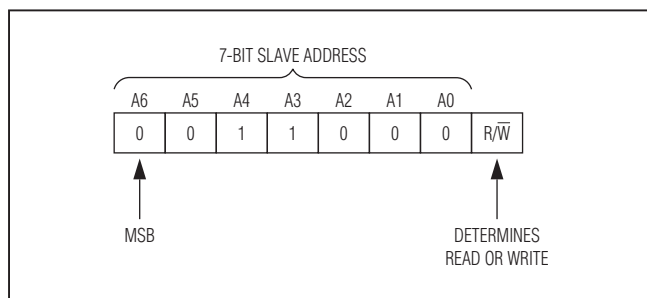 7-BIT SLAVE ADDRESS
A6 A5 A4 A3 A2 A1 A0
0 0 1 1 0 0 0 R/W̅
MSB
DETERMINES
READ OR WRITE